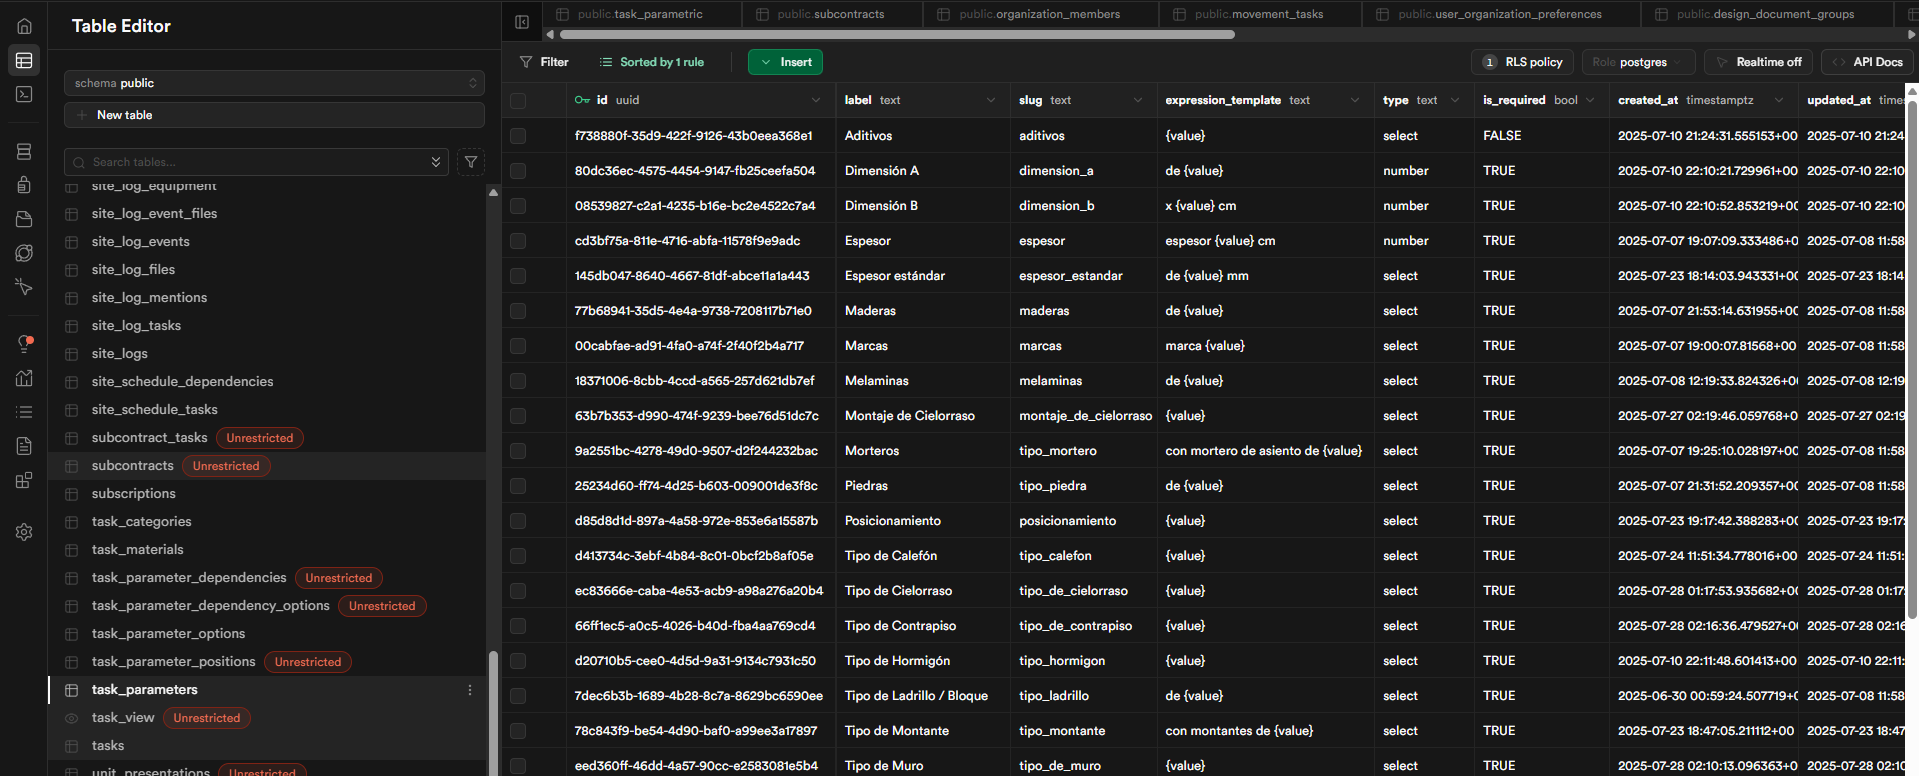 Table Editor
schema public
New table
Search tables...
site_log_equipment
site_log_event_files
site_log_events
site_log_files
site_log_mentions
site_log_tasks
site_logs
site_schedule_dependencies
site_schedule_tasks
subcontract_tasks Unrestricted
subcontracts Unrestricted
subscriptions
task_categories
task_materials
task_parameter_dependencies Unrestricted
task_parameter_dependency_options Unrestricted
task_parameter_options
task_parameter_positions Unrestricted
task_parameters
task_view Unrestricted
tasks
unit_presentations Unrestricted
public.task_parametric public.subcontracts public.organization_members public.movement_tasks public.user_organization_preferences public.design_document_groups
Filter Sorted by 1 rule Insert 1 RLS policy Role postgres Realtime off API Docs
id uuid label text slug text expression_template text type text is_required bool created_at timestamptz updated_at times
f738880f-35d9-422f-9126-43b0eea368e1 Aditivos aditivos {value} select FALSE 2025-07-10 21:24:31.555153+00 2025-07-10 21:24
80dc36ec-4575-4454-9147-fb25ceefa504 Dimensión A dimension_a de {value} number TRUE 2025-07-10 22:10:21.729961+00 2025-07-10 22:10
08539827-c2a1-4235-b16e-bc2e4522c7a4 Dimensión B dimension_b x {value} cm number TRUE 2025-07-10 22:10:52.853219+00 2025-07-10 22:10
cd3bf75a-811e-4716-abfa-11578f9e9adc Espesor espesor espesor {value} cm number TRUE 2025-07-07 19:07:09.333486+0 2025-07-08 11:58
145db047-8640-4667-81df-abce11a1a443 Espesor estándar espesor_estandar de {value} mm select TRUE 2025-07-23 18:14:03.943331+00 2025-07-23 18:14
77b68941-35d5-4e4a-9738-7208117b71e0 Maderas maderas de {value} select TRUE 2025-07-07 21:53:14.631955+00 2025-07-08 11:58
00cabfae-ad91-4fa0-a74f-2f40f2b4a717 Marcas marcas marca {value} select TRUE 2025-07-07 19:00:07.81568+00 2025-07-08 11:58
18371006-8cbb-4ccd-a565-257d621db7ef Melaminas melaminas de {value} select TRUE 2025-07-08 12:19:33.824326+00 2025-07-08 12:19
63b7b353-d990-474f-9239-bee76d51dc7c Montaje de Cielorraso montaje_de_cielorraso {value} select TRUE 2025-07-27 02:19:46.059768+0 2025-07-27 02:19
9a2551bc-4278-49d0-9507-d2f244232bac Morteros tipo_mortero con mortero de asiento de {value} select TRUE 2025-07-07 19:25:10.028197+00 2025-07-08 11:58
25234d60-ff74-4d25-b603-009001de3f8c Piedras tipo_piedra de {value} select TRUE 2025-07-07 21:31:52.209357+00 2025-07-08 11:58
d85d8d1d-897a-4a58-972e-853e6a15587b Posicionamiento posicionamiento {value} select TRUE 2025-07-23 19:17:42.388283+00 2025-07-23 19:17:
d413734c-3ebf-4b84-8c01-0bcf2b8af05e Tipo de Calefón tipo_calefon {value} select TRUE 2025-07-24 11:51:34.778016+00 2025-07-24 11:51:
ec83666e-caba-4e53-acb9-a98a276a20b4 Tipo de Cielorraso tipo_de_cielorraso {value} select TRUE 2025-07-28 01:17:53.935682+00 2025-07-28 01:17:
66ff1ec5-a0c5-4026-b40d-fba4aa769cd4 Tipo de Contrapiso tipo_de_contrapiso {value} select TRUE 2025-07-28 02:16:36.479527+00 2025-07-28 02:16
d20710b5-cee0-4d5d-9a31-9134c7931c50 Tipo de Hormigón tipo_hormigon {value} select TRUE 2025-07-10 22:11:48.601413+00 2025-07-10 22:11:
7dec6b3b-1689-4b28-8c7a-8629bc6590ee Tipo de Ladrillo / Bloque tipo_ladrillo de {value} select TRUE 2025-06-30 00:59:24.507719+0 2025-07-08 11:58
78c843f9-be54-4d90-baf0-a99ee3a17897 Tipo de Montante tipo_montante con montantes de {value} select TRUE 2025-07-23 18:47:05.211112+00 2025-07-23 18:47
eed360ff-46dd-4a57-90cc-e2583081e5b4 Tipo de Muro tipo_de_muro {value} select TRUE 2025-07-28 02:10:13.096363+00 2025-07-28 02:10